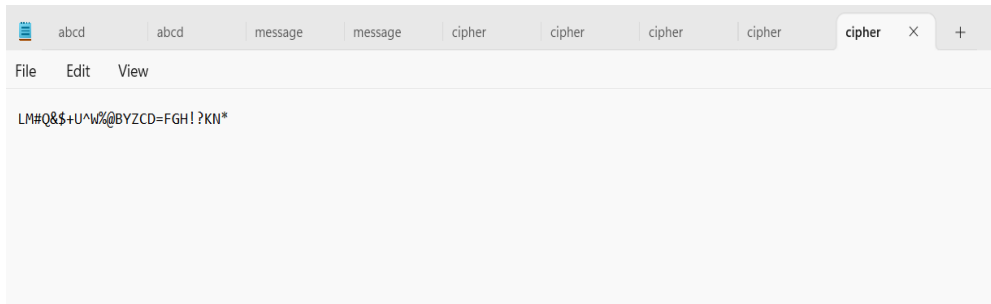 abcd abcd message message cipher cipher cipher cipher cipher × +
File Edit View
LM#Q&$+U^W%@BYZCD=FGH!?KN*